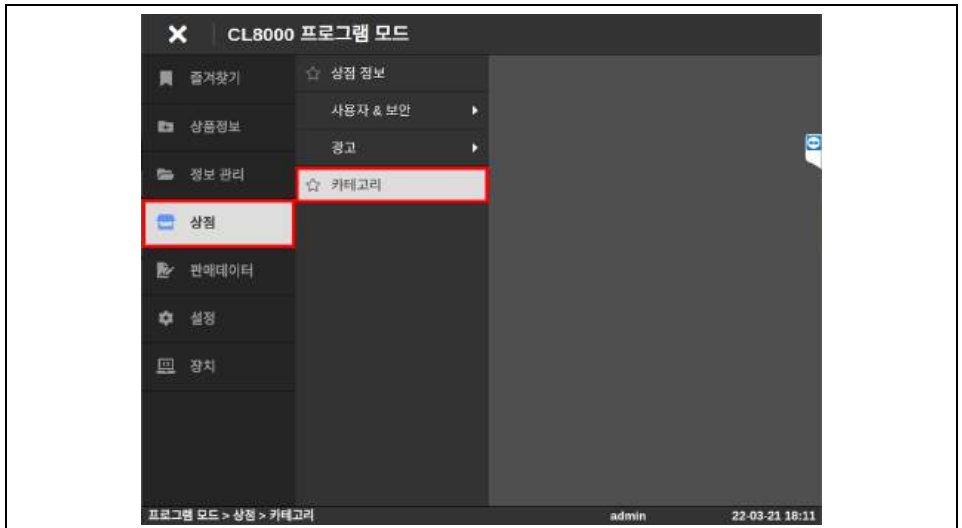 CL8000 프로그램 모드
즐겨찾기
상품정보
정보 관리
상점
판매데이터
설정
장치
상점 정보
사용자 & 보안
광고
카테고리
프로그램 모드 > 상점 > 카테고리
admin
22-03-21 18:11